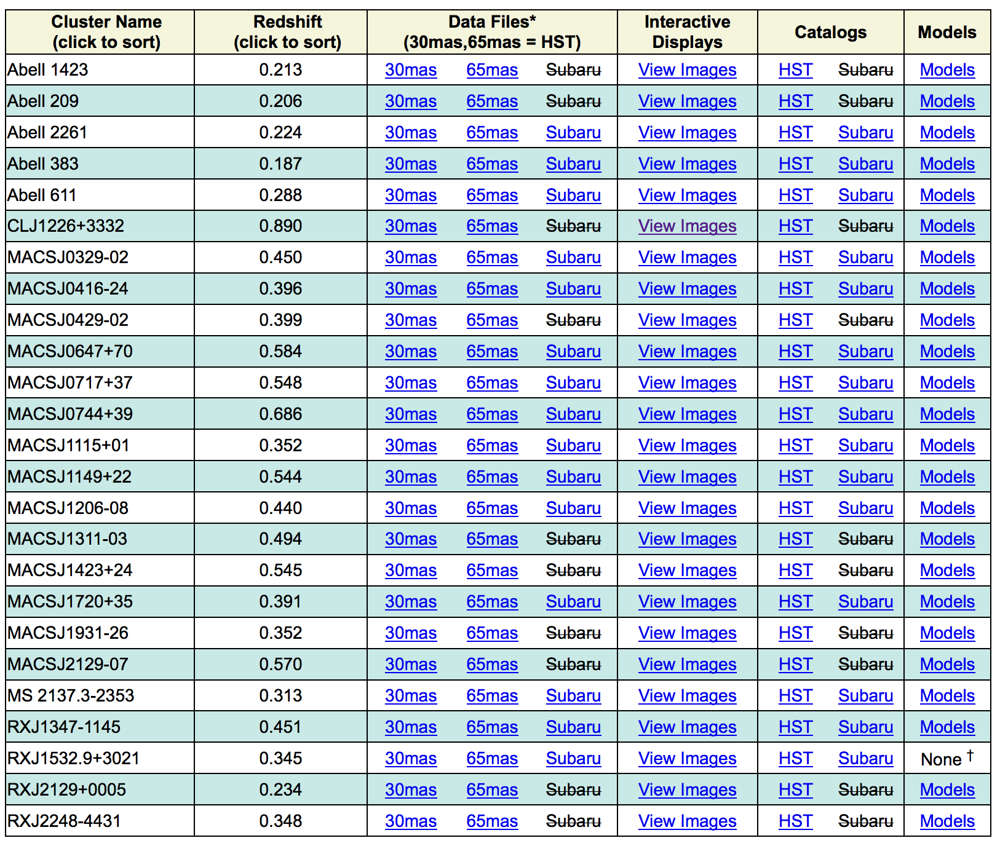 Cluster Name (click to sort) Redshift (click to sort) Data Files* (30mas,65mas = HST) Interactive Displays Catalogs Models
Abell 1423 0.213 30mas 65mas Subaru View Images HST Subaru Models
Abell 209 0.206 30mas 65mas Subaru View Images HST Subaru Models
Abell 2261 0.224 30mas 65mas Subaru View Images HST Subaru Models
Abell 383 0.187 30mas 65mas Subaru View Images HST Subaru Models
Abell 611 0.288 30mas 65mas Subaru View Images HST Subaru Models
CLJ1226+3332 0.890 30mas 65mas Subaru View Images HST Subaru Models
MACSJ0329-02 0.450 30mas 65mas Subaru View Images HST Subaru Models
MACSJ0416-24 0.396 30mas 65mas Subaru View Images HST Subaru Models
MACSJ0429-02 0.399 30mas 65mas Subaru View Images HST Subaru Models
MACSJ0647+70 0.584 30mas 65mas Subaru View Images HST Subaru Models
MACSJ0717+37 0.548 30mas 65mas Subaru View Images HST Subaru Models
MACSJ0744+39 0.686 30mas 65mas Subaru View Images HST Subaru Models
MACSJ1115+01 0.352 30mas 65mas Subaru View Images HST Subaru Models
MACSJ1149+22 0.544 30mas 65mas Subaru View Images HST Subaru Models
MACSJ1206-08 0.440 30mas 65mas Subaru View Images HST Subaru Models
MACSJ1311-03 0.494 30mas 65mas Subaru View Images HST Subaru Models
MACSJ1423+24 0.545 30mas 65mas Subaru View Images HST Subaru Models
MACSJ1720+35 0.391 30mas 65mas Subaru View Images HST Subaru Models
MACSJ1931-26 0.352 30mas 65mas Subaru View Images HST Subaru Models
MACSJ2129-07 0.570 30mas 65mas Subaru View Images HST Subaru Models
MS 2137.3-2353 0.313 30mas 65mas Subaru View Images HST Subaru Models
RXJ1347-1145 0.451 30mas 65mas Subaru View Images HST Subaru Models
RXJ1532.9+3021 0.345 30mas 65mas Subaru View Images HST Subaru None †
RXJ2129+0005 0.234 30mas 65mas Subaru View Images HST Subaru Models
RXJ2248-4431 0.348 30mas 65mas Subaru View Images HST Subaru Models